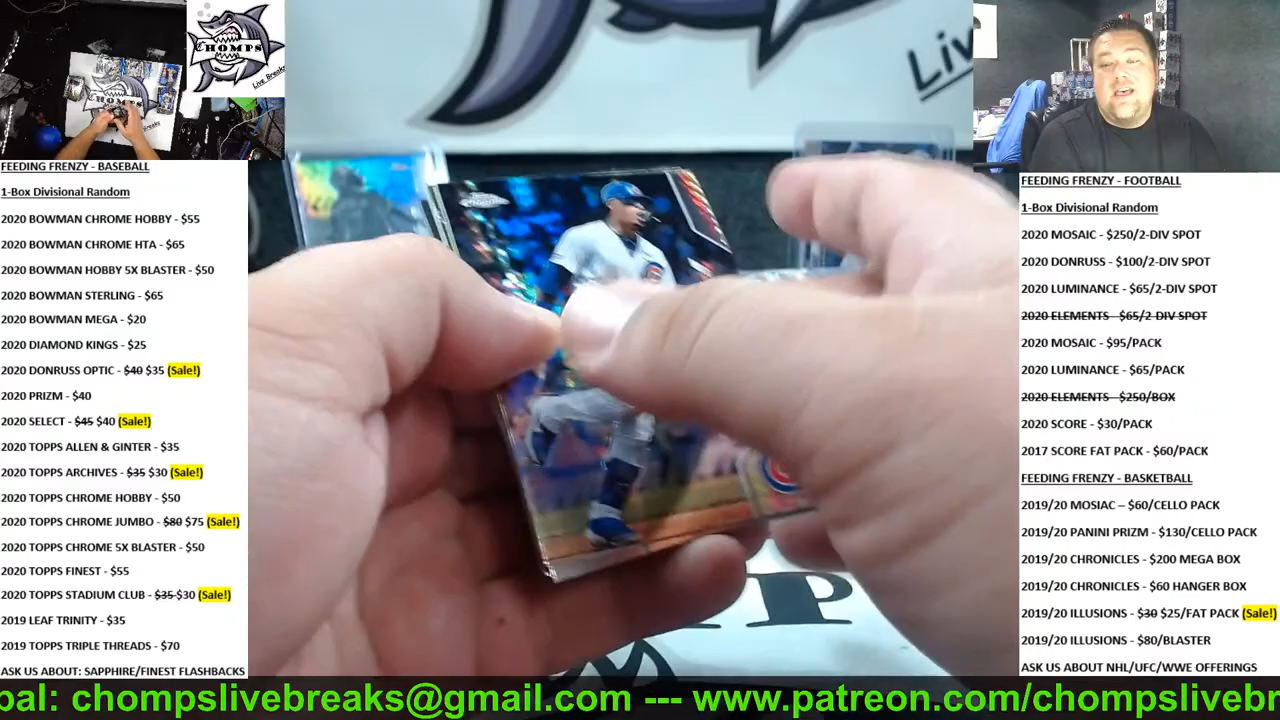 CHOMPS
Live Breaks
Liv
FEEDING FRENZY - BASEBALL
1-Box Divisional Random
2020 BOWMAN CHROME HOBBY - $55
2020 BOWMAN CHROME HTA - $65
2020 BOWMAN HOBBY 5X BLASTER - $50
2020 BOWMAN STERLING - $65
2020 BOWMAN MEGA - $20
2020 DIAMOND KINGS - $25
2020 DONRUSS OPTIC - $40 $35 (Sale!)
2020 PRIZM - $40
2020 SELECT - $45 $40 (Sale!)
2020 TOPPS ALLEN & GINTER - $35
2020 TOPPS ARCHIVES - $35 $30 (Sale!)
2020 TOPPS CHROME HOBBY - $50
2020 TOPPS CHROME JUMBO - $80 $75 (Sale!)
2020 TOPPS CHROME 5X BLASTER - $50
2020 TOPPS FINEST - $55
2020 TOPPS STADIUM CLUB - $35 $30 (Sale!)
2019 LEAF TRINITY - $35
2019 TOPPS TRIPLE THREADS - $70
ASK US ABOUT: SAPPHIRE/FINEST FLASHBACKS
FEEDING FRENZY - FOOTBALL
1-Box Divisional Random
2020 MOSAIC - $250/2-DIV SPOT
2020 DONRUSS - $100/2-DIV SPOT
2020 LUMINANCE - $65/2-DIV SPOT
2020 ELEMENTS - $65/2 DIV SPOT
2020 MOSAIC - $95/PACK
2020 LUMINANCE - $65/PACK
2020 ELEMENTS - $250/BOX
2020 SCORE - $30/PACK
2017 SCORE FAT PACK - $60/PACK
FEEDING FRENZY - BASKETBALL
2019/20 MOSIAC – $60/CELLO PACK
2019/20 PANINI PRIZM - $130/CELLO PACK
2019/20 CHRONICLES - $200 MEGA BOX
2019/20 CHRONICLES - $60 HANGER BOX
2019/20 ILLUSIONS - $30 $25/FAT PACK (Sale!)
2019/20 ILLUSIONS - $80/BLASTER
ASK US ABOUT NHL/UFC/WWE OFFERINGS
pal: chompslivebreaks@gmail.com --- www.patreon.com/chompslivebr